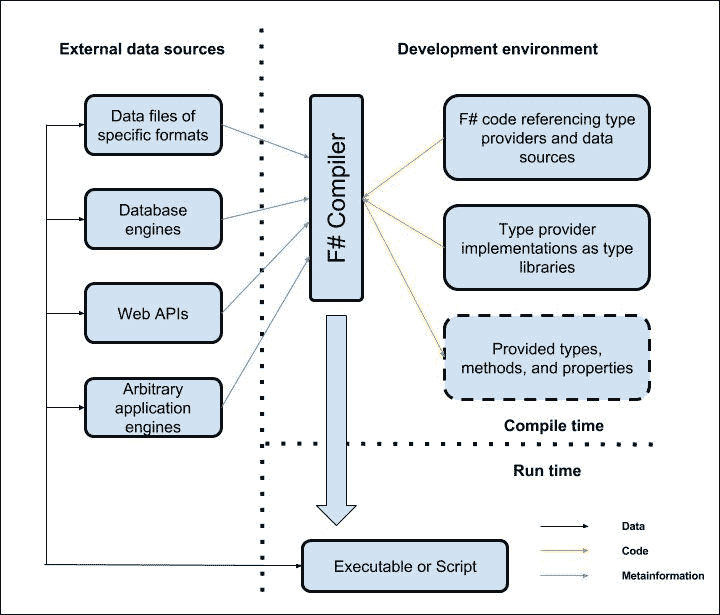 External data sources
Development environment
Data files of
specific formats
Database
engines
Web APIs
Arbitrary
application
engines
F# Compiler
F# code referencing type
providers and data
sources
Type provider
implementations as type
libraries
Provided types,
methods, and properties
Compile time
Run time
Executable or Script
Data
Code
Metainformation